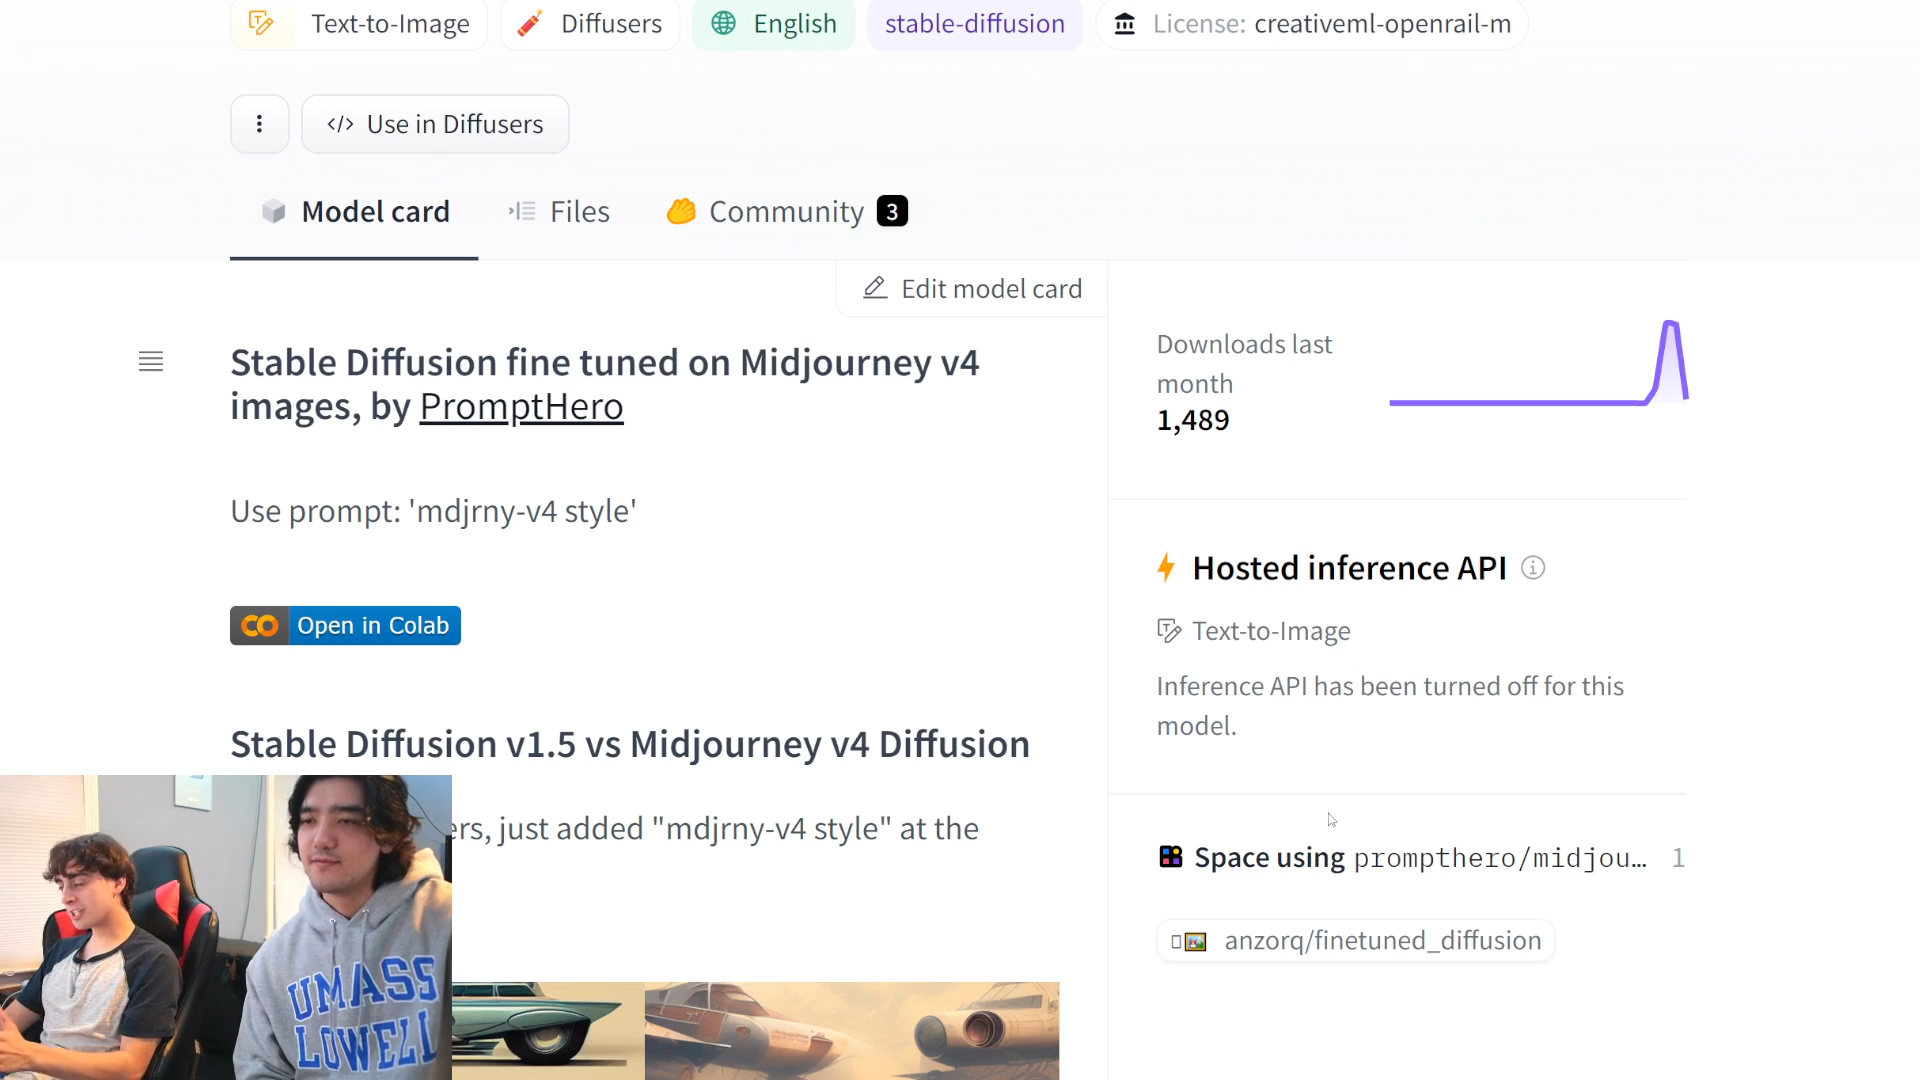 Text-to-Image
Diffusers
English
stable-diffusion
License: creativeml-openrail-m
</> Use in Diffusers
Model card
Files
Community 3
Edit model card
Stable Diffusion fine tuned on Midjourney v4
images, by PromptHero
Use prompt: 'mdjrny-v4 style'
Open in Colab
Stable Diffusion v1.5 vs Midjourney v4 Diffusion
ers, just added "mdjrny-v4 style" at the
Downloads last
month
1,489
Hosted inference API
Text-to-Image
Inference API has been turned off for this
model.
Space using prompthero/midjou... 1
anzorq/finetuned_diffusion
UMASS
LOWELL